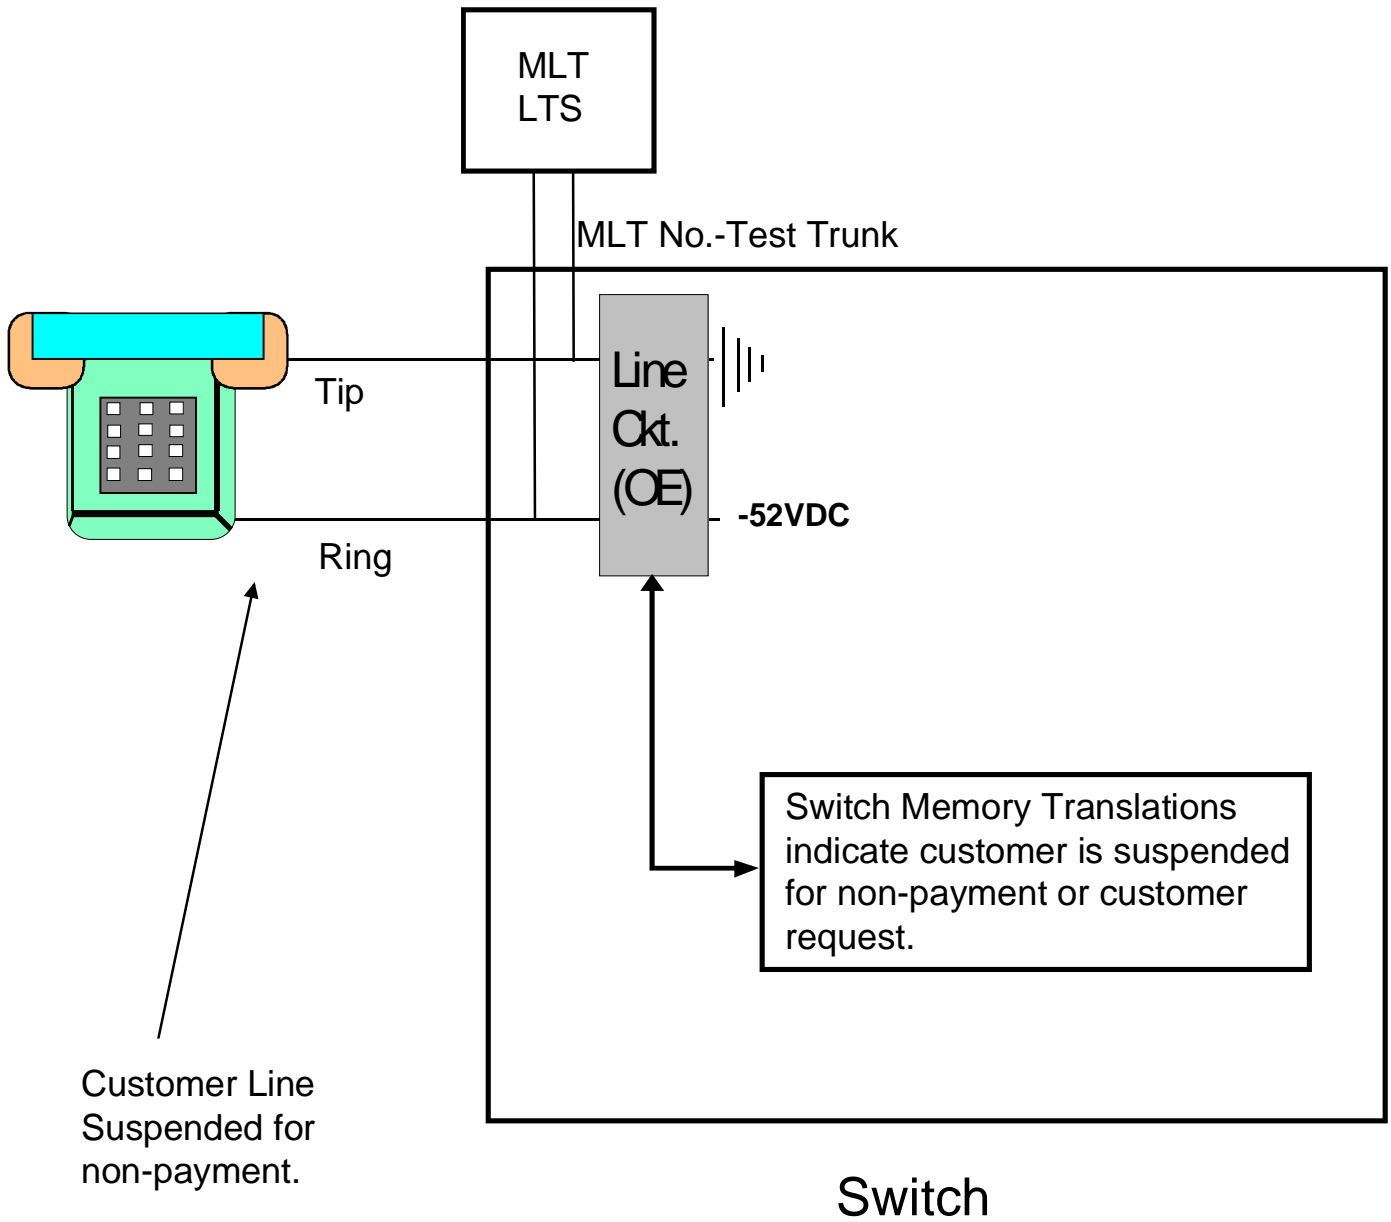 MLT
LTS
MLT No.-Test Trunk
Line
Ckt.
(OE)
Tip
Ring
-52VDC
Switch Memory Translations
indicate customer is suspended
for non-payment or customer
request.
Customer Line
Suspended for
non-payment.
Switch